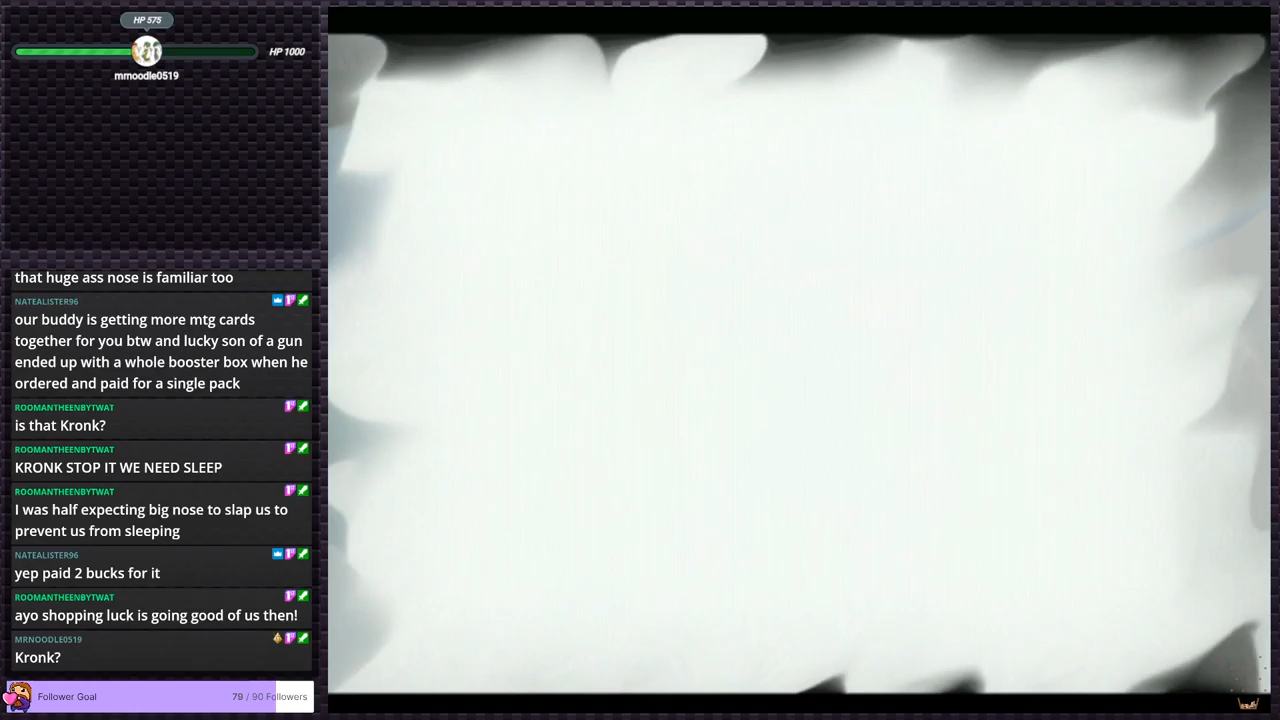 HP 575
HP 1000
mrnoodle0519
that huge ass nose is familiar too
NATEALISTER96
our buddy is getting more mtg cards
together for you btw and lucky son of a gun
ended up with a whole booster box when he
ordered and paid for a single pack
ROOMANTHEENBYTWAT
is that Kronk?
ROOMANTHEENBYTWAT
KRONK STOP IT WE NEED SLEEP
ROOMANTHEENBYTWAT
I was half expecting big nose to slap us to
prevent us from sleeping
NATEALISTER96
yep paid 2 bucks for it
ROOMANTHEENBYTWAT
ayo shopping luck is going good of us then!
MRNOODLE0519
Kronk?
Follower Goal
79 / 90 Followers